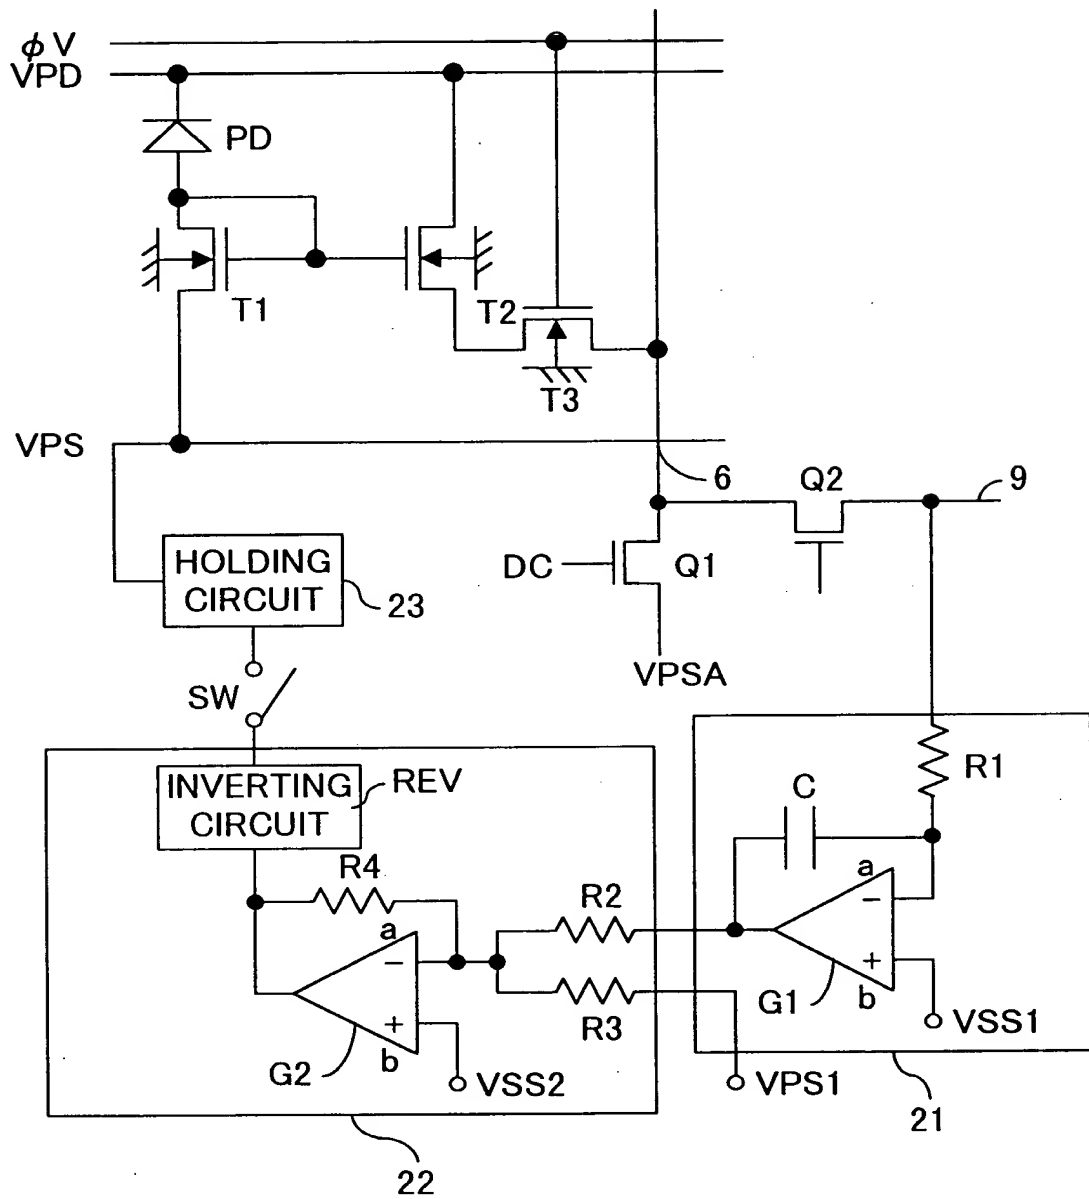 φV
VPD
PD
T1
T2
T3
VPS
6
Q2
9
HOLDING
CIRCUIT
23
DC
Q1
VPSA
SW
INVERTING
CIRCUIT
REV
R1
C
R4
a
−
+
b
G2
VSS2
R2
R3
a
−
+
b
G1
VSS1
VPS1
21
22